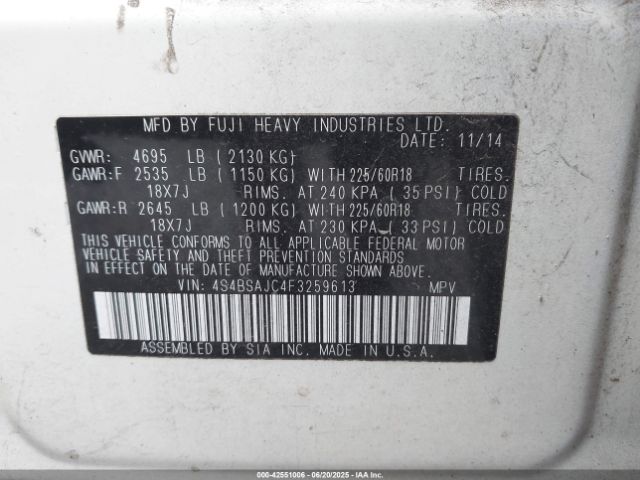 MFD BY FUJI HEAVY INDUSTRIES LTD.
DATE: 11/14
GVWR: 4695 LB (2130 KG)
GAWR:F 2535 LB (1150 KG) WITH 225/60R18 TIRES.
18X7J RIMS. AT 240 KPA (35 PSI) COLD
GAWR:R 2645 LB (1200 KG) WITH 225/60R18 TIRES.
18X7J RIMS. AT 230 KPA (33 PSI) COLD
THIS VEHICLE CONFORMS TO ALL APPLICABLE FEDERAL MOTOR
VEHICLE SAFETY AND THEFT PREVENTION STANDARDS
IN EFFECT ON THE DATE OF MANUFACTURE SHOWN ABOVE.
VIN: 4S4BSAJC4F3259613 MPV
ASSEMBLED BY SIA INC. MADE IN U.S.A.
000-42551006 - 06/20/2025 - IAAI.com